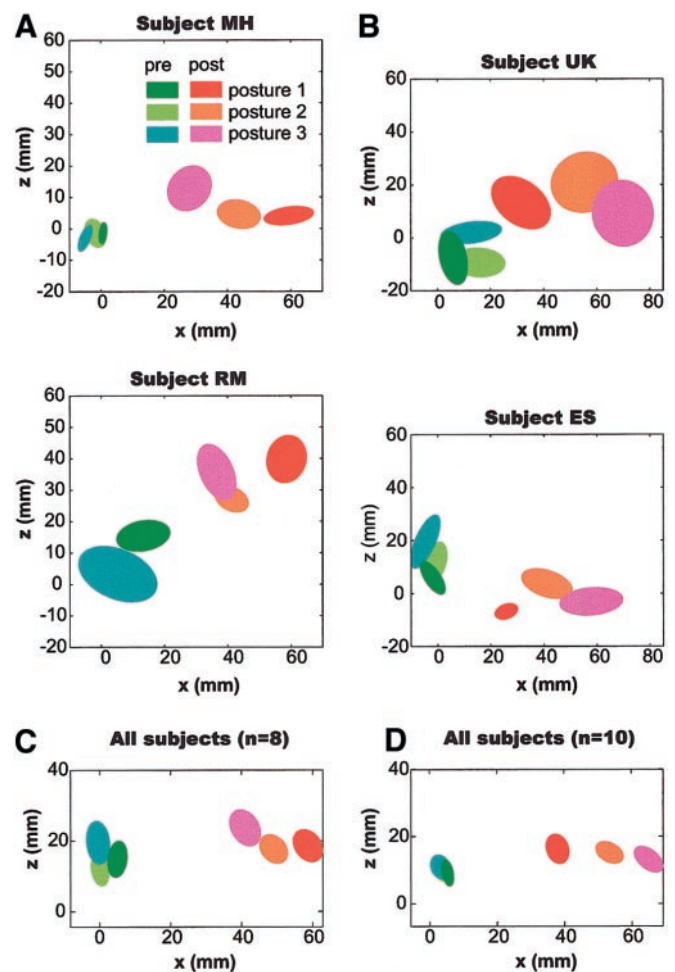 A
Subject MH
pre post
posture 1
posture 2
posture 3
60
50
40
30
20
10
0
-10
-20
z (mm)
0 20 40 60
x (mm)
B
Subject UK
60
40
20
0
-20
z (mm)
0 20 40 60 80
x (mm)
Subject RM
60
50
40
30
20
10
0
-10
-20
z (mm)
0 20 40 60
x (mm)
Subject ES
60
40
20
0
-20
z (mm)
0 20 40 60 80
x (mm)
C
All subjects (n=8)
40
20
0
z (mm)
0 20 40 60
x (mm)
D
All subjects (n=10)
40
20
0
z (mm)
0 20 40 60
x (mm)